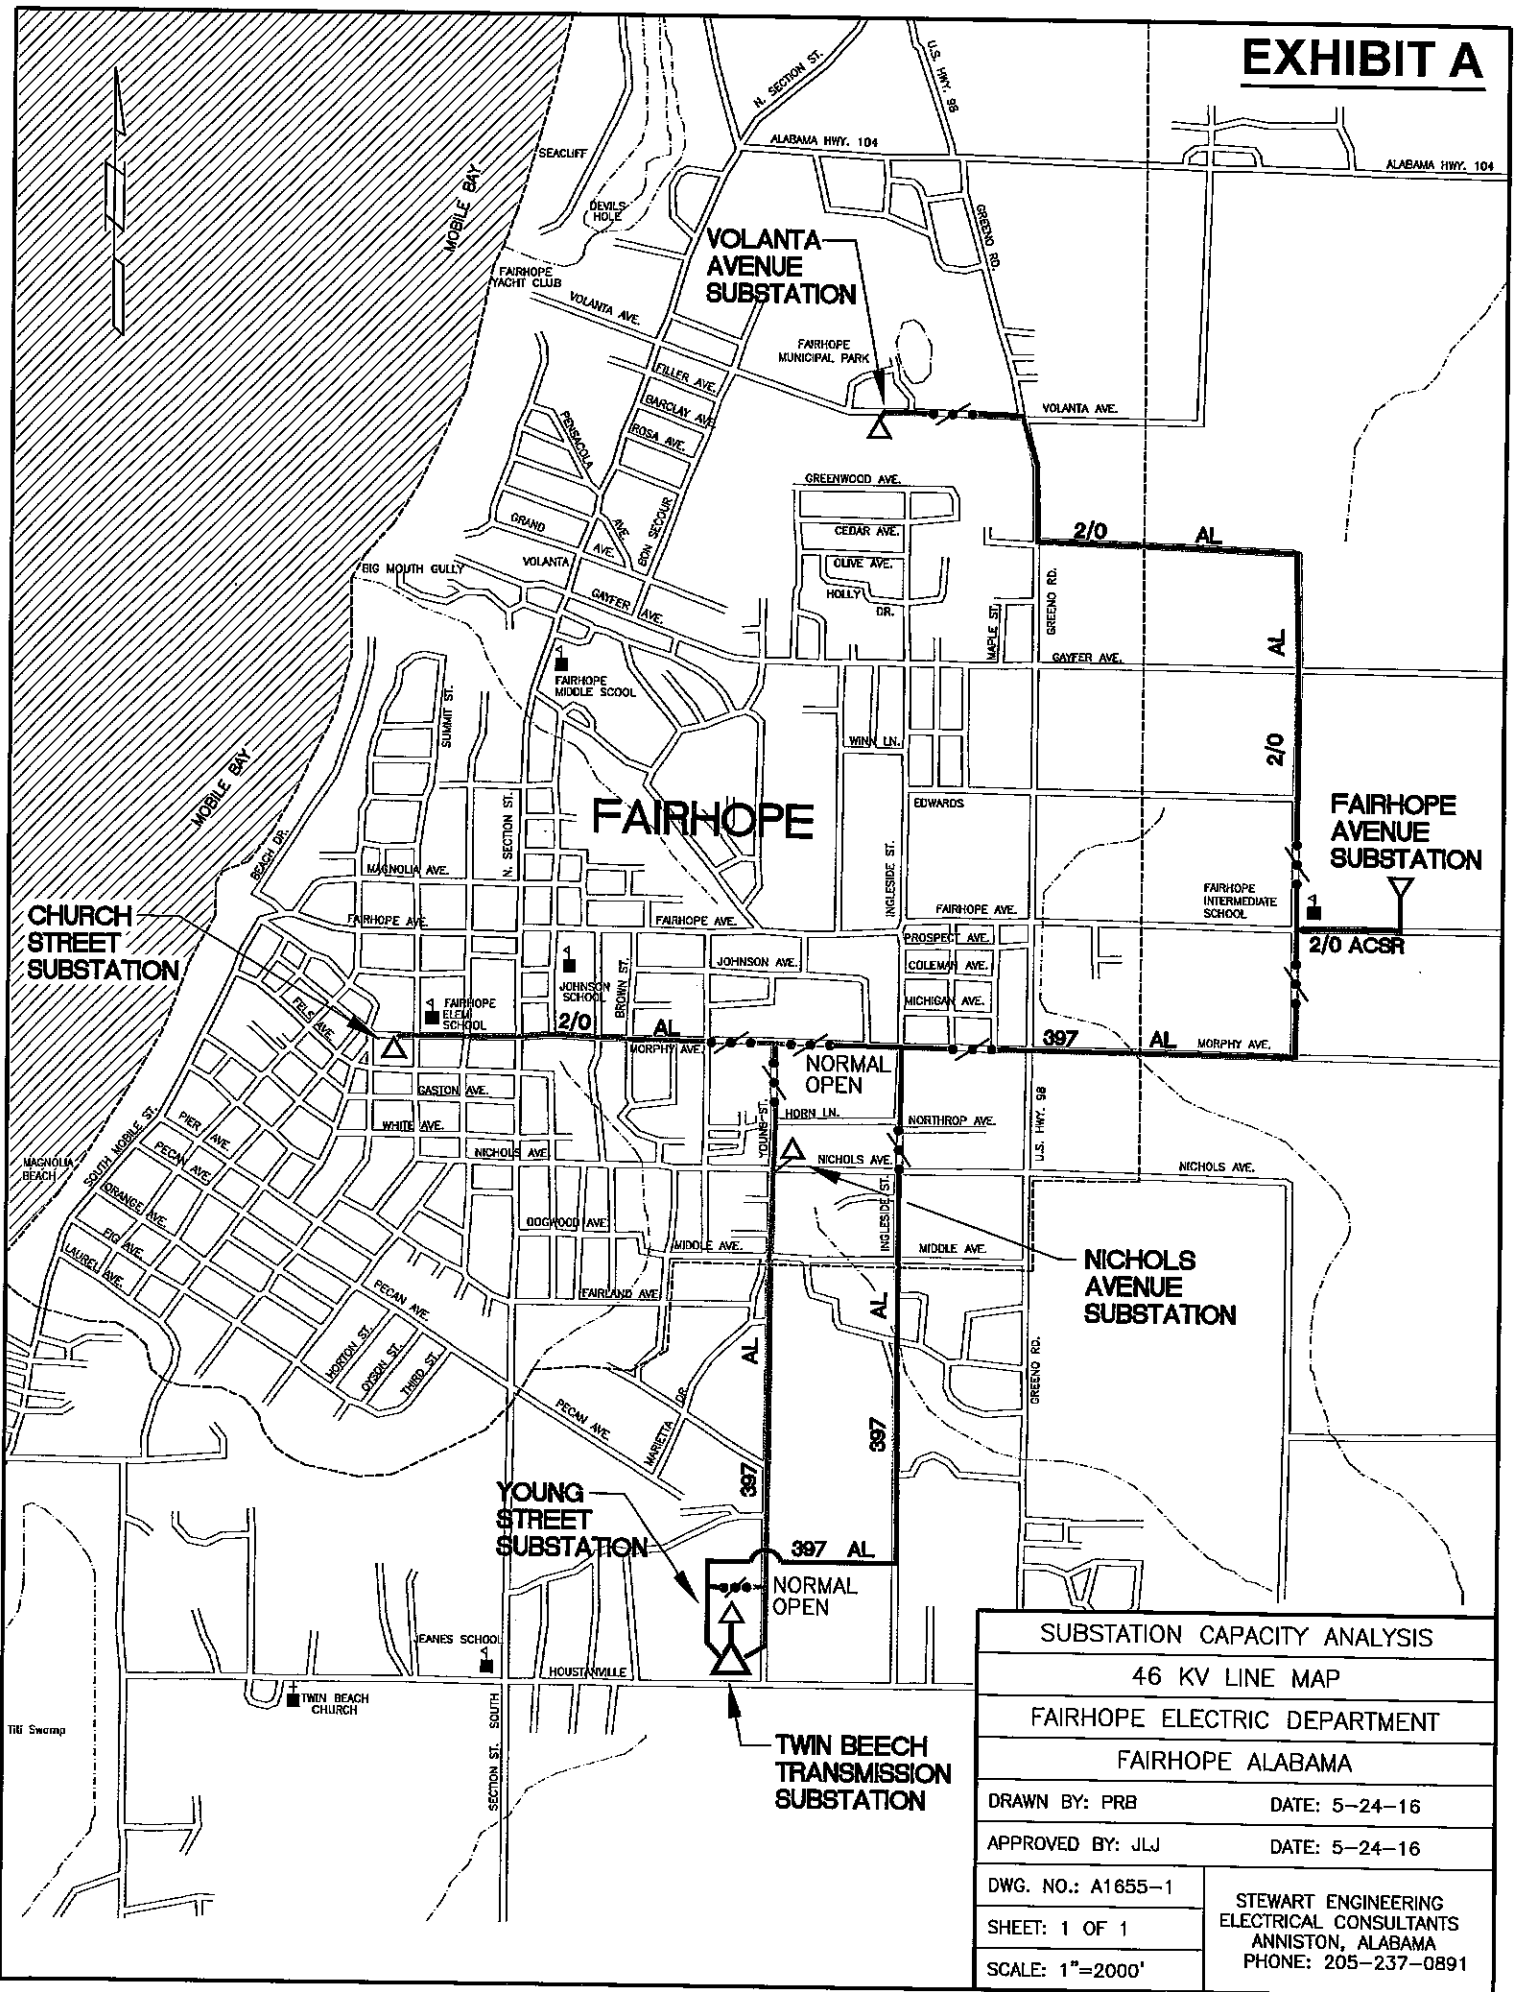 EXHIBIT A
N. SECTION ST.
U.S. HWY. 98
ALABAMA HWY. 104
ALABAMA HWY. 104
SEACLIFF
MOBILE BAY
DEVILS
HOLE
GREENO RD.
VOLANTA
AVENUE
SUBSTATION
FAIRHOPE
YACHT CLUB
VOLANTA AVE.
FAIRHOPE
MUNICIPAL PARK
FILLER AVE.
BARCLAY AVE.
ROSA AVE.
VOLANTA AVE.
PENSACOLA
AVE.
GREENWOOD AVE.
BON SECOUR
GRAND
AVE.
CEDAR AVE.
2/0
AL
VOLANTA
OLIVE AVE.
BIG MOUTH GULLY
HOLLY
DR.
GAYFER
AVE.
GREENO RD.
MAPLE ST.
AL
GAYFER AVE.
FAIRHOPE
MIDDLE SCOOL
SUMMIT ST.
WINN LN.
2/0
MOBILE BAY
FAIRHOPE
EDWARDS
FAIRHOPE
AVENUE
SUBSTATION
N. SECTION ST.
BEACH DR.
MAGNOLIA AVE.
INGLESIDE ST.
FAIRHOPE
INTERMEDIATE
SCHOOL
CHURCH
STREET
SUBSTATION
FAIRHOPE AVE.
FAIRHOPE AVE.
FAIRHOPE AVE.
PROSPECT AVE.
2/0 ACSR
JOHNSON AVE.
COLEMAN AVE.
BROWN ST.
JOHNSON
SCHOOL
FELS AVE.
FAIRHOPE
ELEM
SCHOOL
MICHIGAN AVE.
2/0
AL
MORPHY AVE.
397
AL
MORPHY AVE.
NORMAL
OPEN
GASTON AVE.
U.S. HWY. 98
HORN LN.
NORTHROP AVE.
YOUNG ST.
SOUTH MOBILE ST.
PIER AVE
WHITE AVE.
PECAN AVE.
NICHOLS AVE.
NICHOLS AVE.
NICHOLS AVE.
MAGNOLIA
BEACH
ORANGE AVE.
INGLESIDE ST.
DOGWOOD AVE.
FIG AVE.
MIDDLE AVE.
MIDDLE AVE.
LAUREL AVE.
NICHOLS
AVENUE
SUBSTATION
PECAN AVE.
FAIRLAND AVE.
AL
AL
HORTON ST.
DYSON ST.
THIRD ST.
GREENO RD.
MARIETTA DR.
PECAN AVE.
397
397
YOUNG
STREET
SUBSTATION
397 AL
NORMAL
OPEN
JEANES SCHOOL
HOUSTANVILLE
TWIN BEACH
CHURCH
SECTION ST. SOUTH
Titi Swamp
TWIN BEECH
TRANSMISSION
SUBSTATION
SUBSTATION CAPACITY ANALYSIS
46 KV LINE MAP
FAIRHOPE ELECTRIC DEPARTMENT
FAIRHOPE ALABAMA
DRAWN BY: PRB DATE: 5-24-16
APPROVED BY: JLJ DATE: 5-24-16
DWG. NO.: A1655-1
SHEET: 1 OF 1
SCALE: 1"=2000'
STEWART ENGINEERING
ELECTRICAL CONSULTANTS
ANNISTON, ALABAMA
PHONE: 205-237-0891